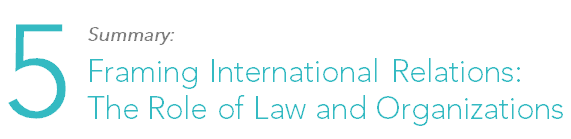 5
Summary:
Framing International Relations:
The Role of Law and Organizations